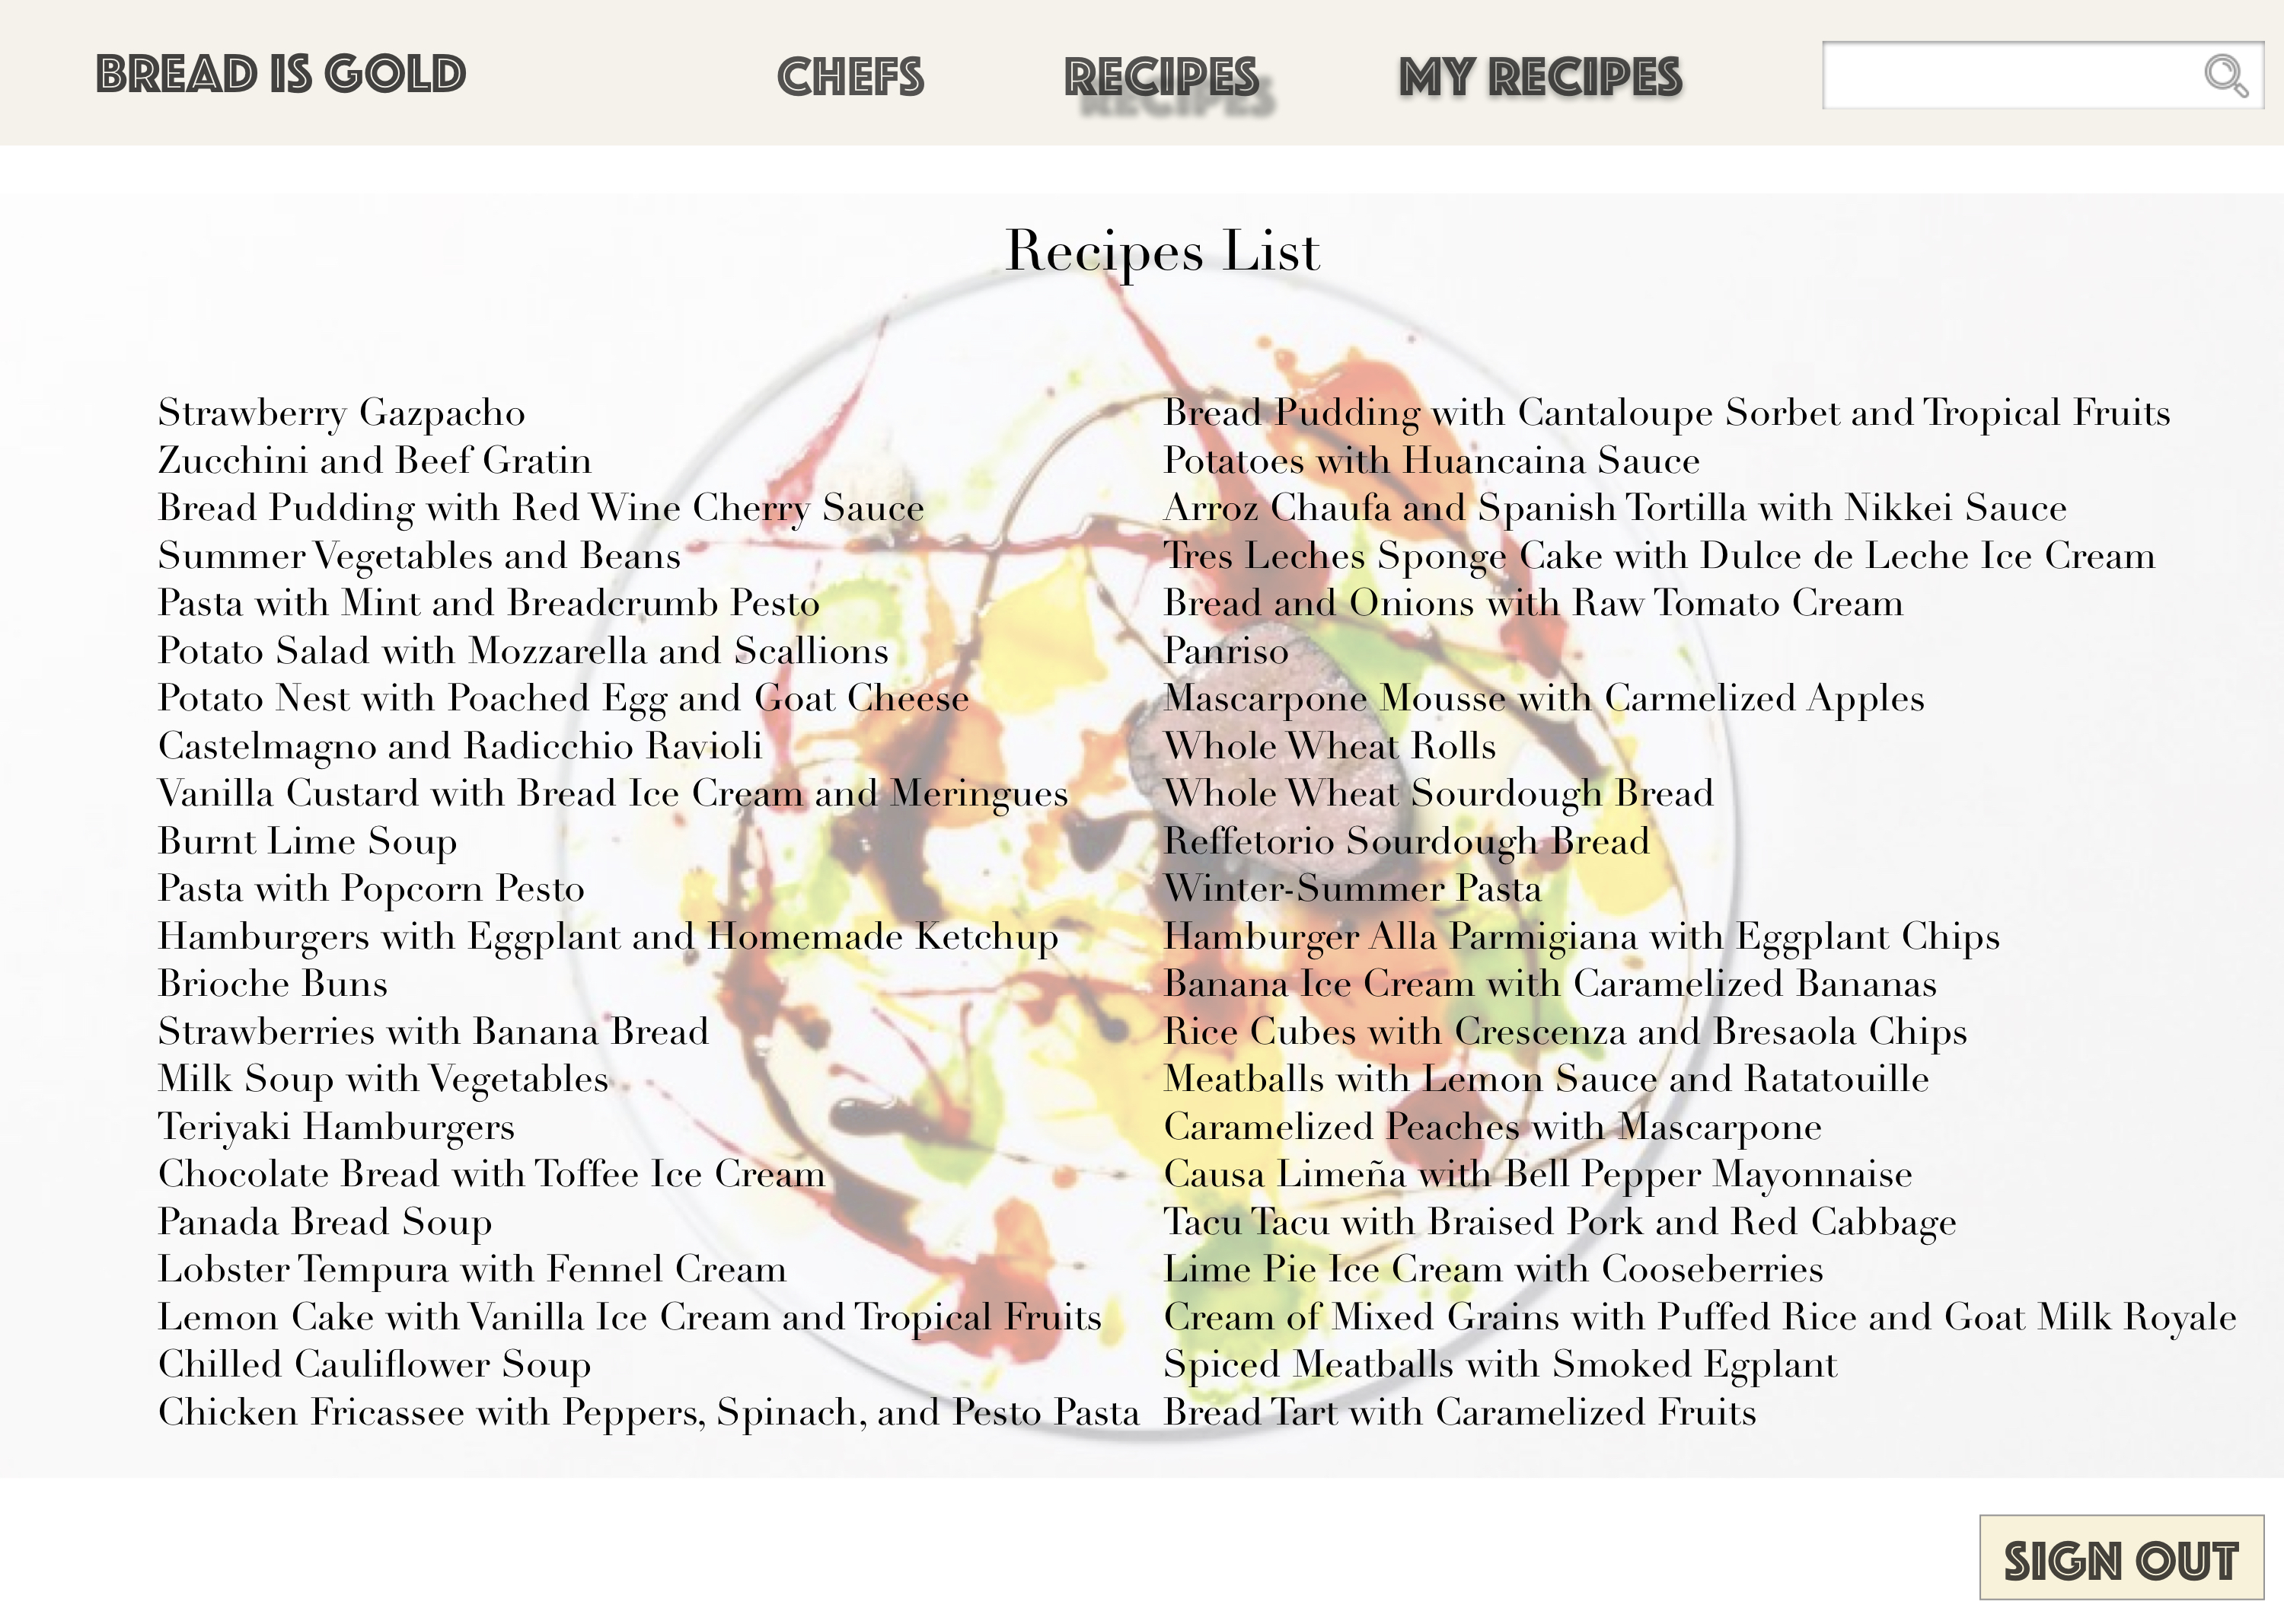 BREAD IS GOLD
CHEFS
RECIPES
MY RECIPES
Recipes List
Strawberry Gazpacho
Zucchini and Beef Gratin
Bread Pudding with Red Wine Cherry Sauce
Summer Vegetables and Beans
Pasta with Mint and Breadcrumb Pesto
Potato Salad with Mozzarella and Scallions
Potato Nest with Poached Egg and Goat Cheese
Castelmagno and Radicchio Ravioli
Vanilla Custard with Bread Ice Cream and Meringues
Burnt Lime Soup
Pasta with Popcorn Pesto
Hamburgers with Eggplant and Homemade Ketchup
Brioche Buns
Strawberries with Banana Bread
Milk Soup with Vegetables
Teriyaki Hamburgers
Chocolate Bread with Toffee Ice Cream
Panada Bread Soup
Lobster Tempura with Fennel Cream
Lemon Cake with Vanilla Ice Cream and Tropical Fruits
Chilled Cauliflower Soup
Chicken Fricassee with Peppers, Spinach, and Pesto Pasta
Bread Pudding with Cantaloupe Sorbet and Tropical Fruits
Potatoes with Huancaina Sauce
Arroz Chaufa and Spanish Tortilla with Nikkei Sauce
Tres Leches Sponge Cake with Dulce de Leche Ice Cream
Bread and Onions with Raw Tomato Cream
Panriso
Mascarpone Mousse with Carmelized Apples
Whole Wheat Rolls
Whole Wheat Sourdough Bread
Reffetorio Sourdough Bread
Winter-Summer Pasta
Hamburger Alla Parmigiana with Eggplant Chips
Banana Ice Cream with Caramelized Bananas
Rice Cubes with Crescenza and Bresaola Chips
Meatballs with Lemon Sauce and Ratatouille
Caramelized Peaches with Mascarpone
Causa Limeña with Bell Pepper Mayonnaise
Tacu Tacu with Braised Pork and Red Cabbage
Lime Pie Ice Cream with Cooseberries
Cream of Mixed Grains with Puffed Rice and Goat Milk Royale
Spiced Meatballs with Smoked Egplant
Bread Tart with Caramelized Fruits
SIGN OUT